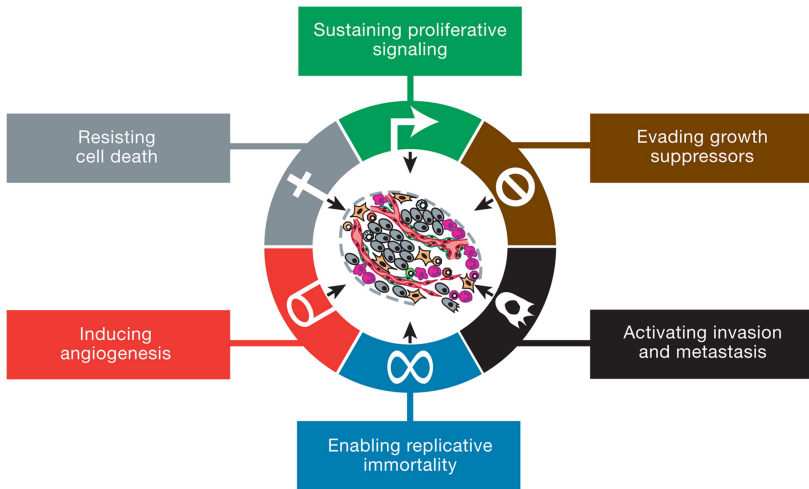 Sustaining proliferative
signaling
Resisting
cell death
Evading growth
suppressors
Inducing
angiogenesis
Activating invasion
and metastasis
Enabling replicative
immortality